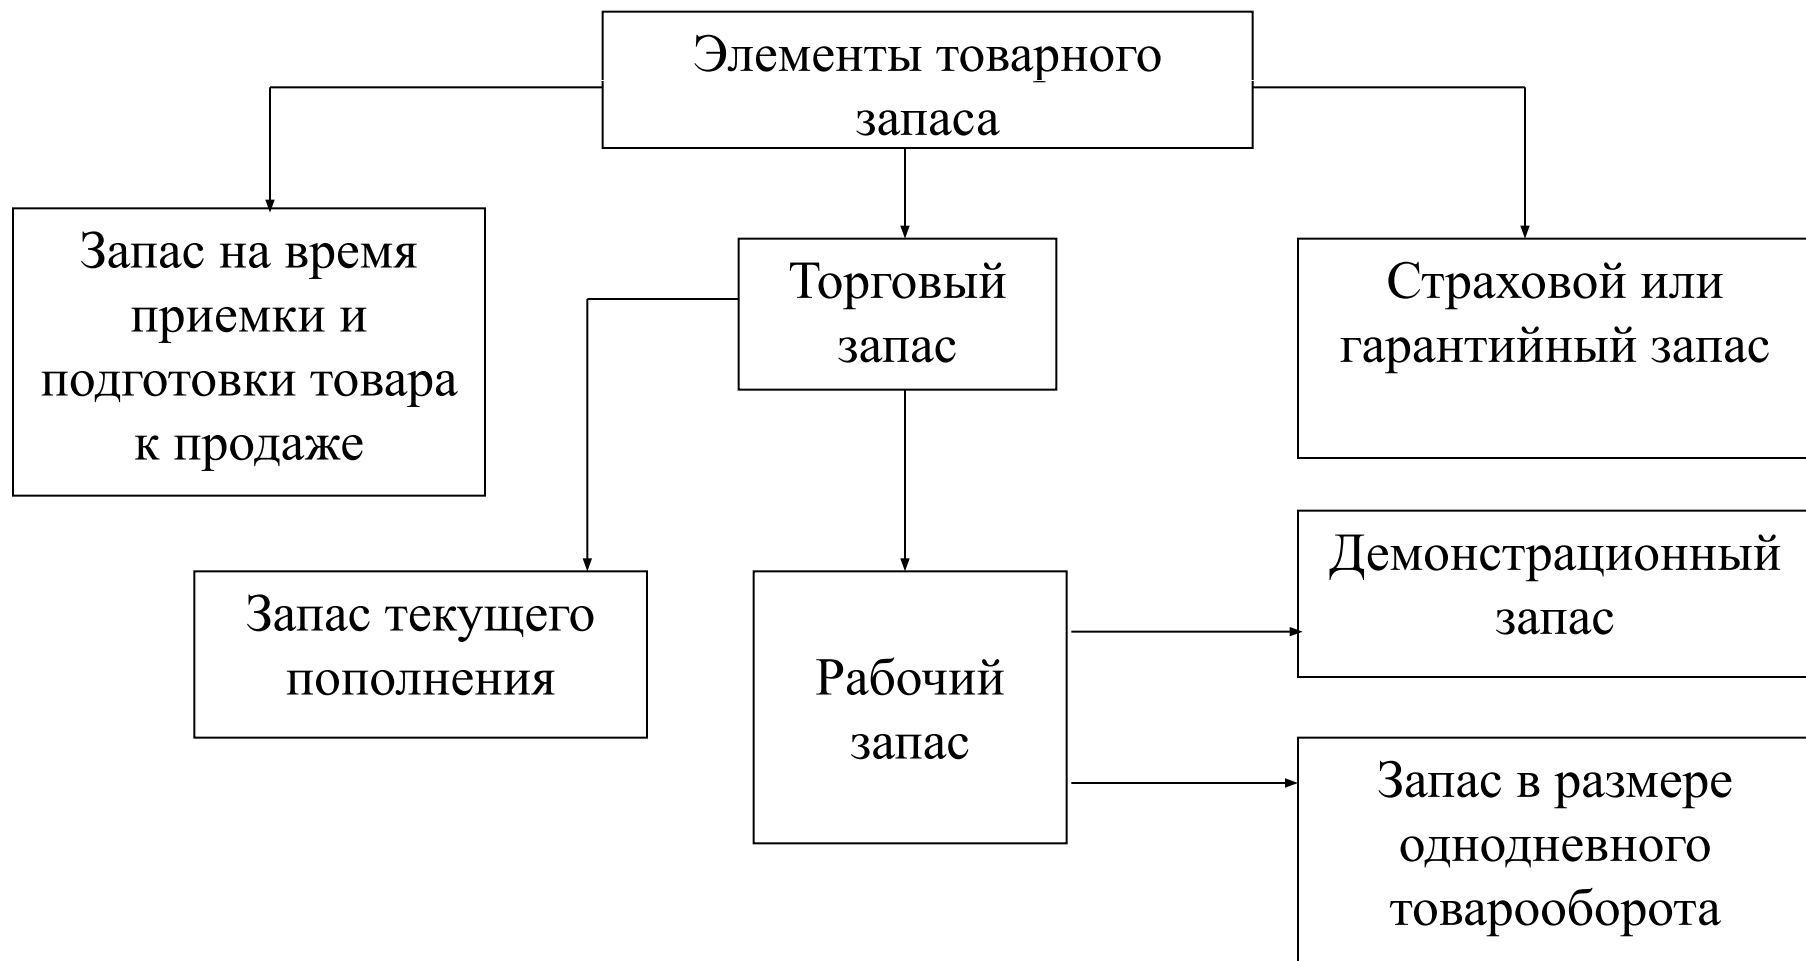 Элементы товарного
запаса
Запас на время
приемки и
подготовки товара
к продаже
Торговый
запас
Страховой или
гарантийный запас
Запас текущего
пополнения
Рабочий
запас
Демонстрационный
запас
Запас в размере
однодневного
товарооборота